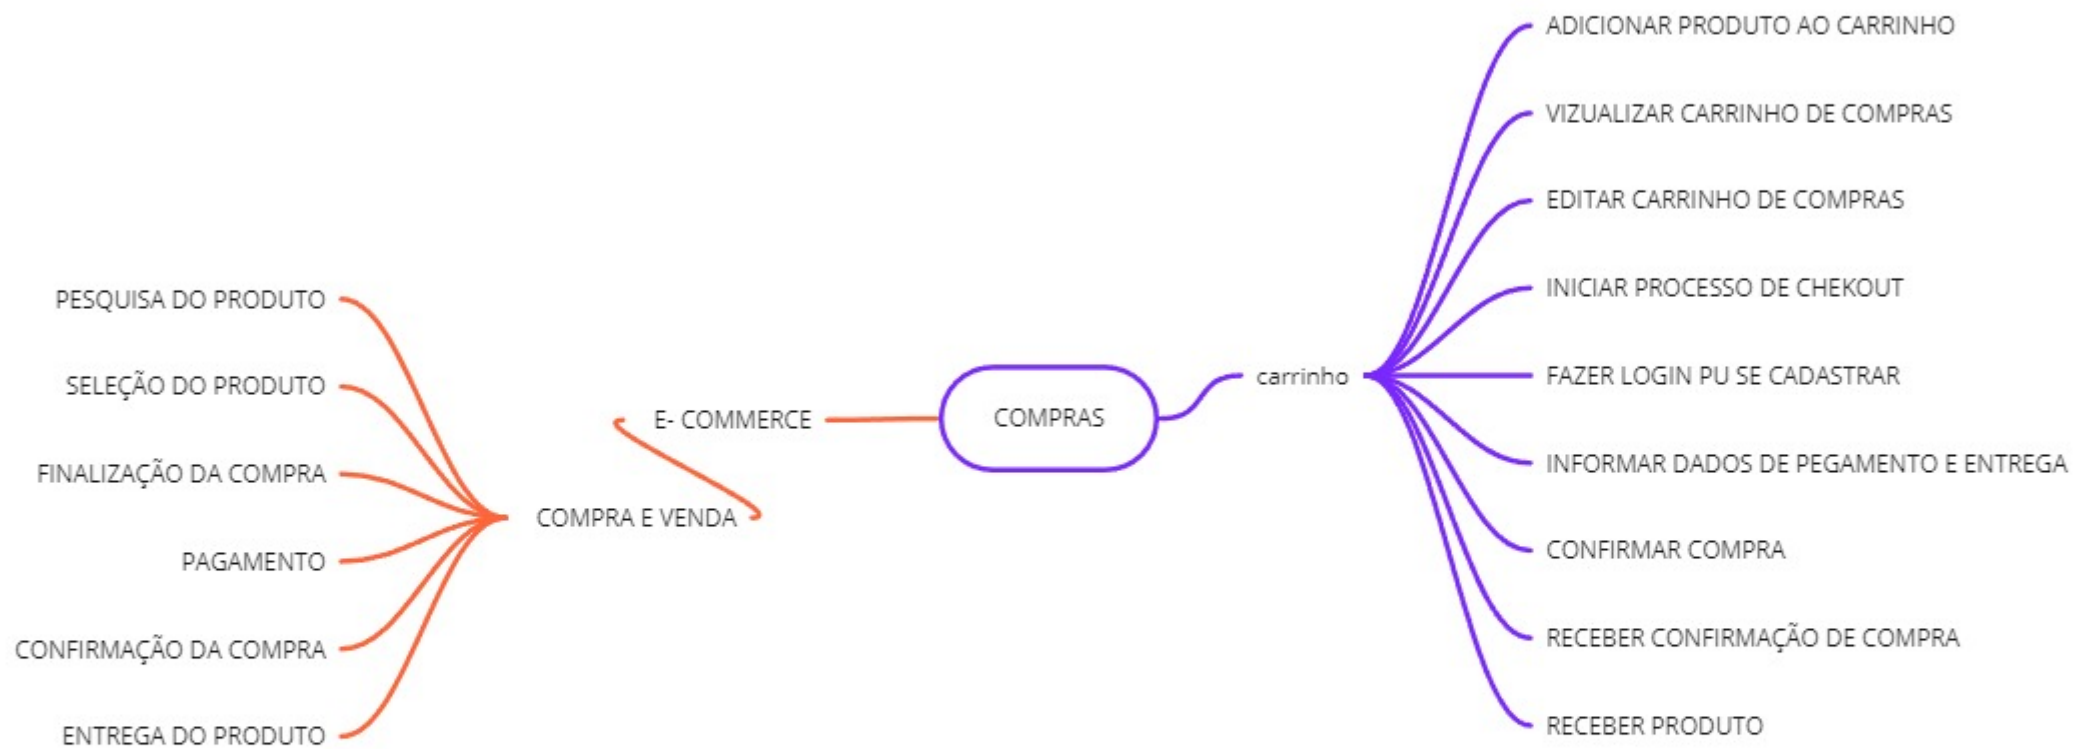 PESQUISA DO PRODUTO
SELEÇÃO DO PRODUTO
FINALIZAÇÃO DA COMPRA
PAGAMENTO
CONFIRMAÇÃO DA COMPRA
ENTREGA DO PRODUTO
COMPRA E VENDA
E- COMMERCE
COMPRAS
carrinho
ADICIONAR PRODUTO AO CARRINHO
VIZUALIZAR CARRINHO DE COMPRAS
EDITAR CARRINHO DE COMPRAS
INICIAR PROCESSO DE CHEKOUT
FAZER LOGIN PU SE CADASTRAR
INFORMAR DADOS DE PEGAMENTO E ENTREGA
CONFIRMAR COMPRA
RECEBER CONFIRMAÇÃO DE COMPRA
RECEBER PRODUTO